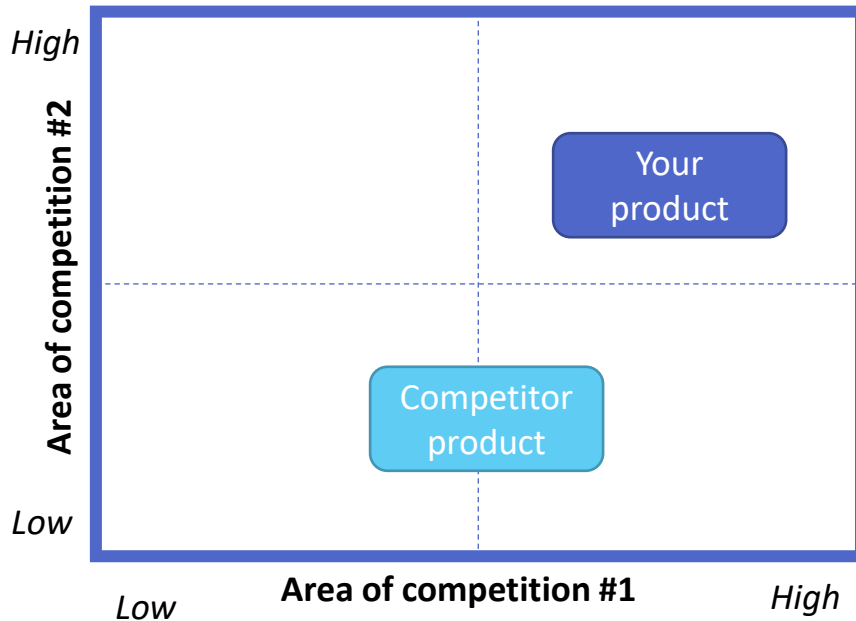 High
Area of competition #2
Your
product
Competitor
product
Low
Area of competition #1
Low
High